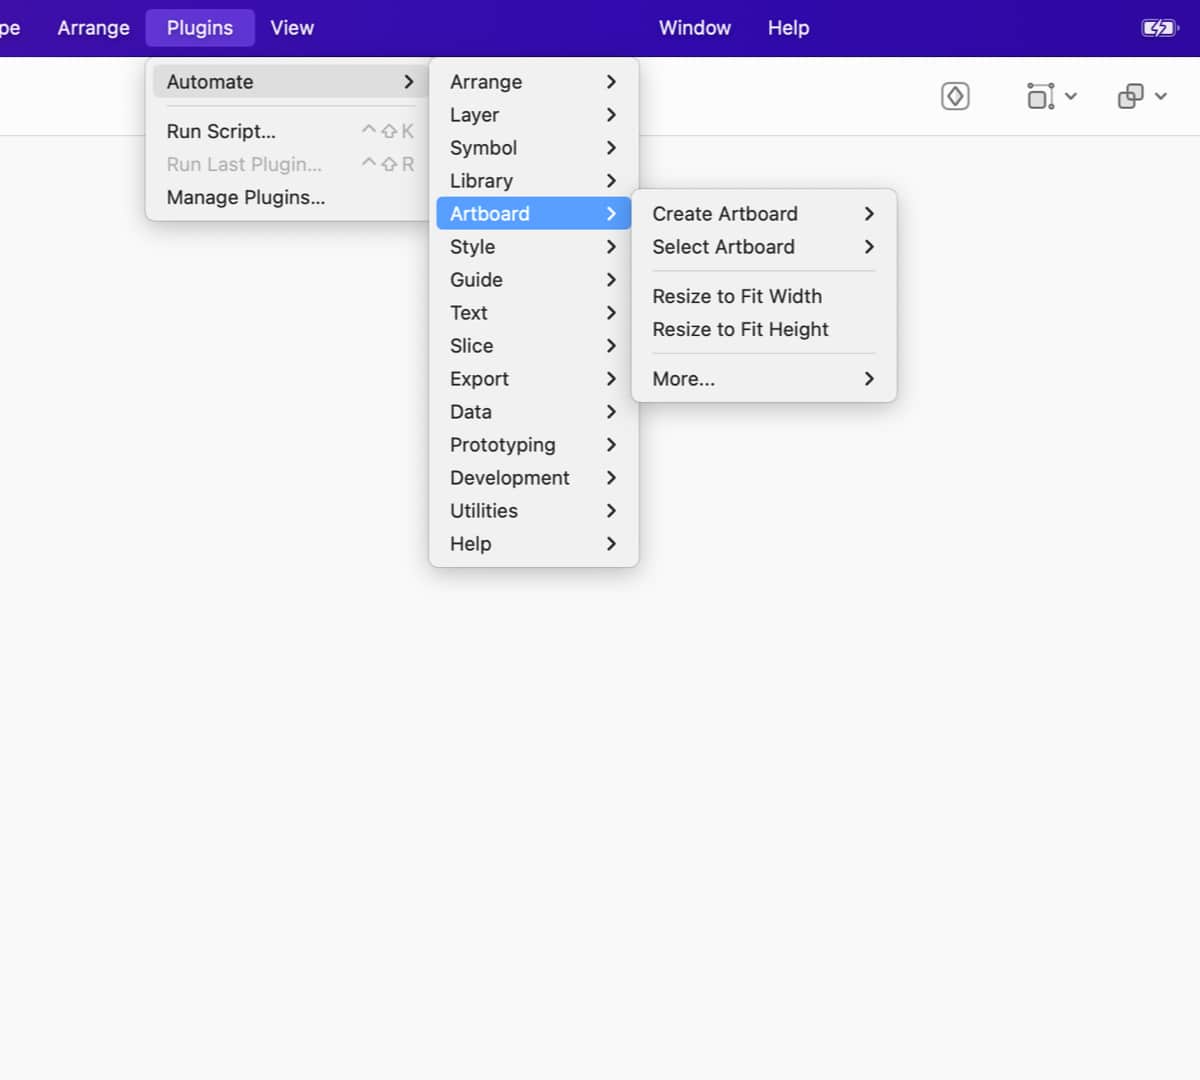 pe Arrange Plugins View Window Help
Automate
Run Script... ^⇧K
Run Last Plugin... ^⇧R
Manage Plugins...
Arrange
Layer
Symbol
Library
Artboard
Style
Guide
Text
Slice
Export
Data
Prototyping
Development
Utilities
Help
Create Artboard
Select Artboard
Resize to Fit Width
Resize to Fit Height
More...